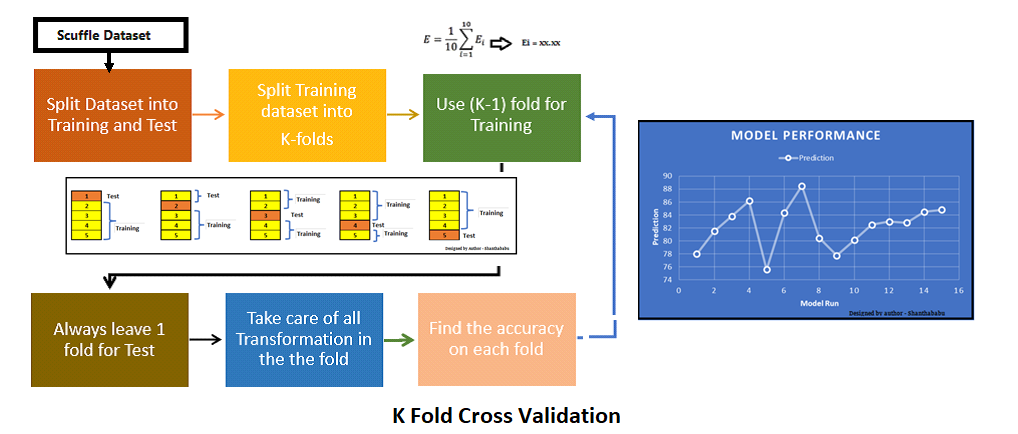 Scuffle Dataset
E = 1/10 10 ∑ i=1 Ei
Ei = xx.xx
Split Dataset into
Training and Test
Split Training
dataset into
K-folds
Use (K-1) fold for
Training
1 Test
2
3
4 Training
5
1 Test
2
3
4 Training
5
1
2 Training
3 Test
4 Training
5
1
2 Training
3
4 Test
5 Training
1
2
3 Training
4
5 Test
Designed by Author - Shanthababu
Always leave 1
fold for Test
Take care of all
Transformation in
the the fold
Find the accuracy
on each fold
MODEL PERFORMANCE
Prediction
Prediction
90
88
86
84
82
80
78
76
74
0 2 4 6 8 10 12 14 16
Model Run
Designed by author - Shanthababu
K Fold Cross Validation